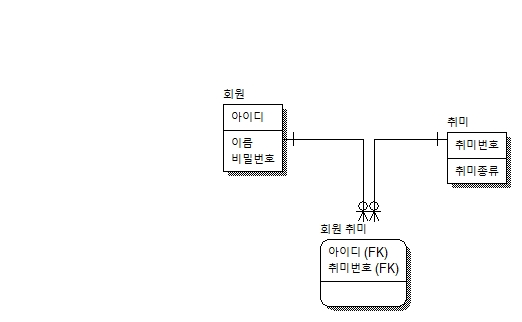 회원
아이디
이름
비밀번호
취미
취미번호
취미종류
회원 취미
아이디 (FK)
취미번호 (FK)